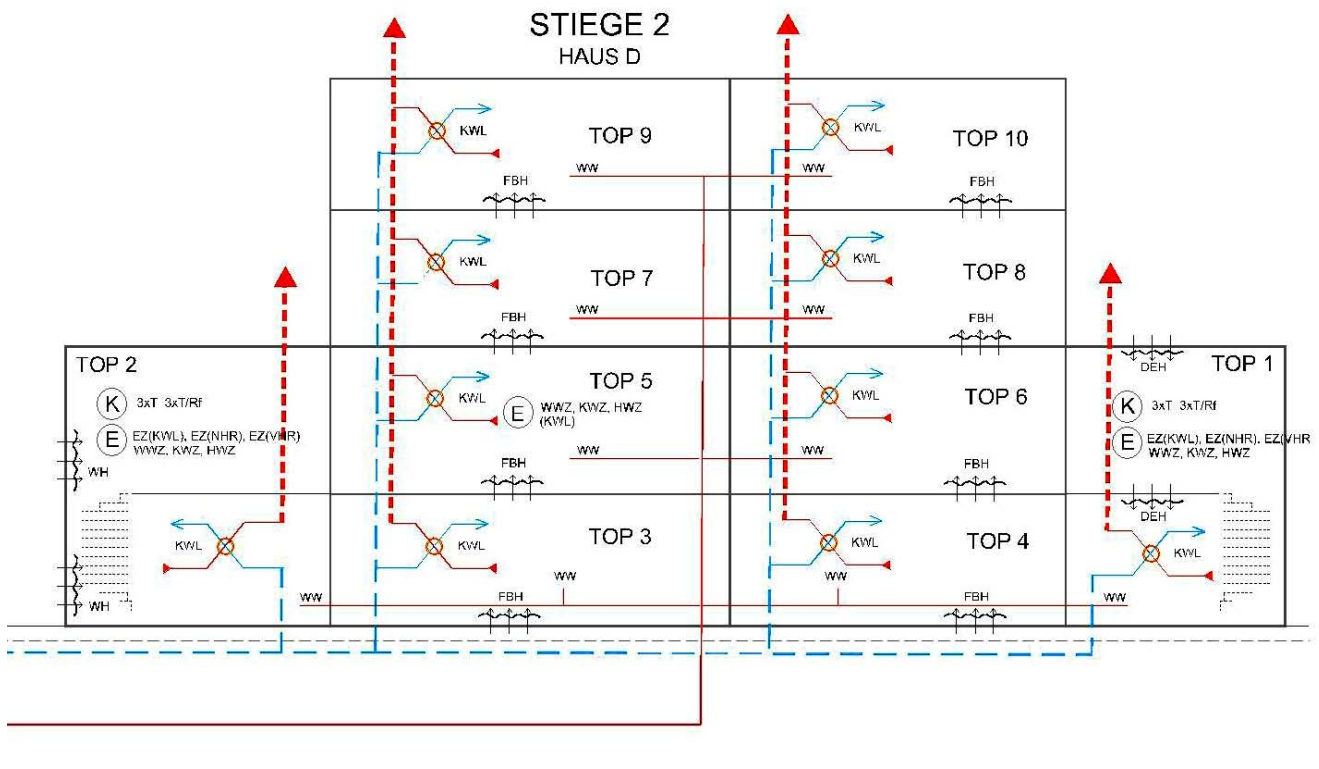 STIEGE 2
HAUS D
KWL
TOP 9
WW
FBH
KWL
TOP 10
WW
FBH
KWL
TOP 7
WW
FBH
KWL
TOP 8
WW
FBH
TOP 2
K 3xT 3xT/Rf
E EZ(KWL), EZ(NHR), EZ(VHR)
WWZ, KWZ, HWZ
WH
KWL
TOP 5
E WWZ, KWZ, HWZ
(KWL)
WW
FBH
KWL
TOP 6
WW
FBH
DEH
TOP 1
K 3xT 3xT/Rf
E EZ(KWL), EZ(NHR), EZ(VHR
WWZ, KWZ, HWZ
DEH
KWL
WH
WW
KWL
TOP 3
WW
FBH
KWL
TOP 4
WW
FBH
KWL
WW